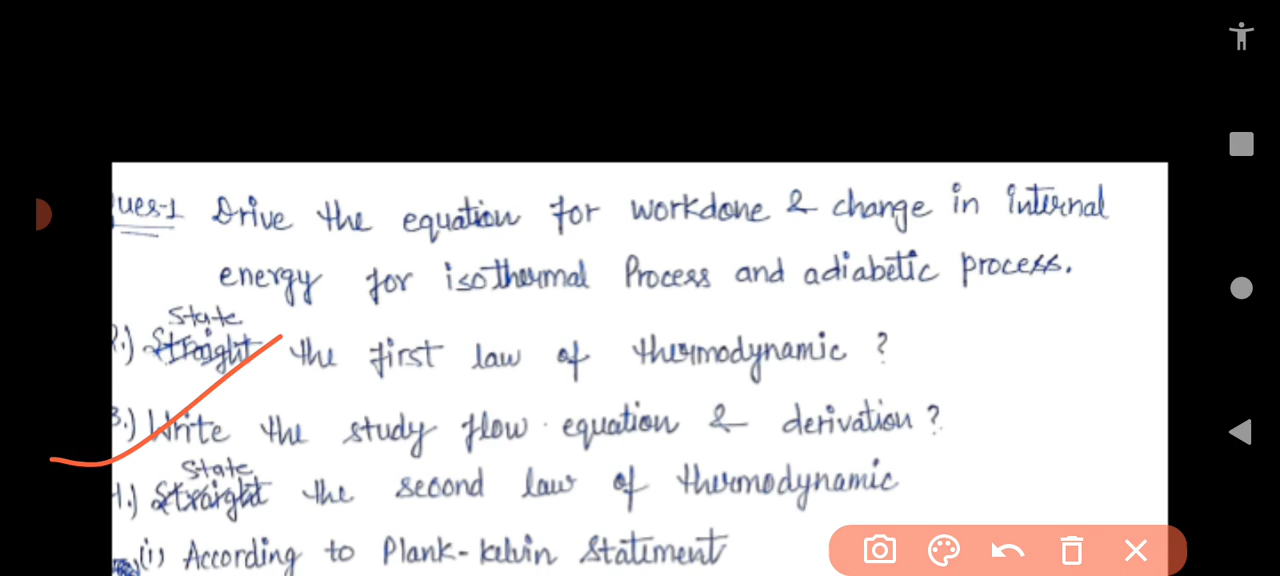 ues-1 Drive the equation for workdone & change in internal
energy for isothermal Process and adiabetic process.
State
2.) Straight the first law of thermodynamic ?
3.) Write the study flow equation & derivation ?
State
4.) Straight the second law of thermodynamic
(i) According to Plank-kelvin Statiment